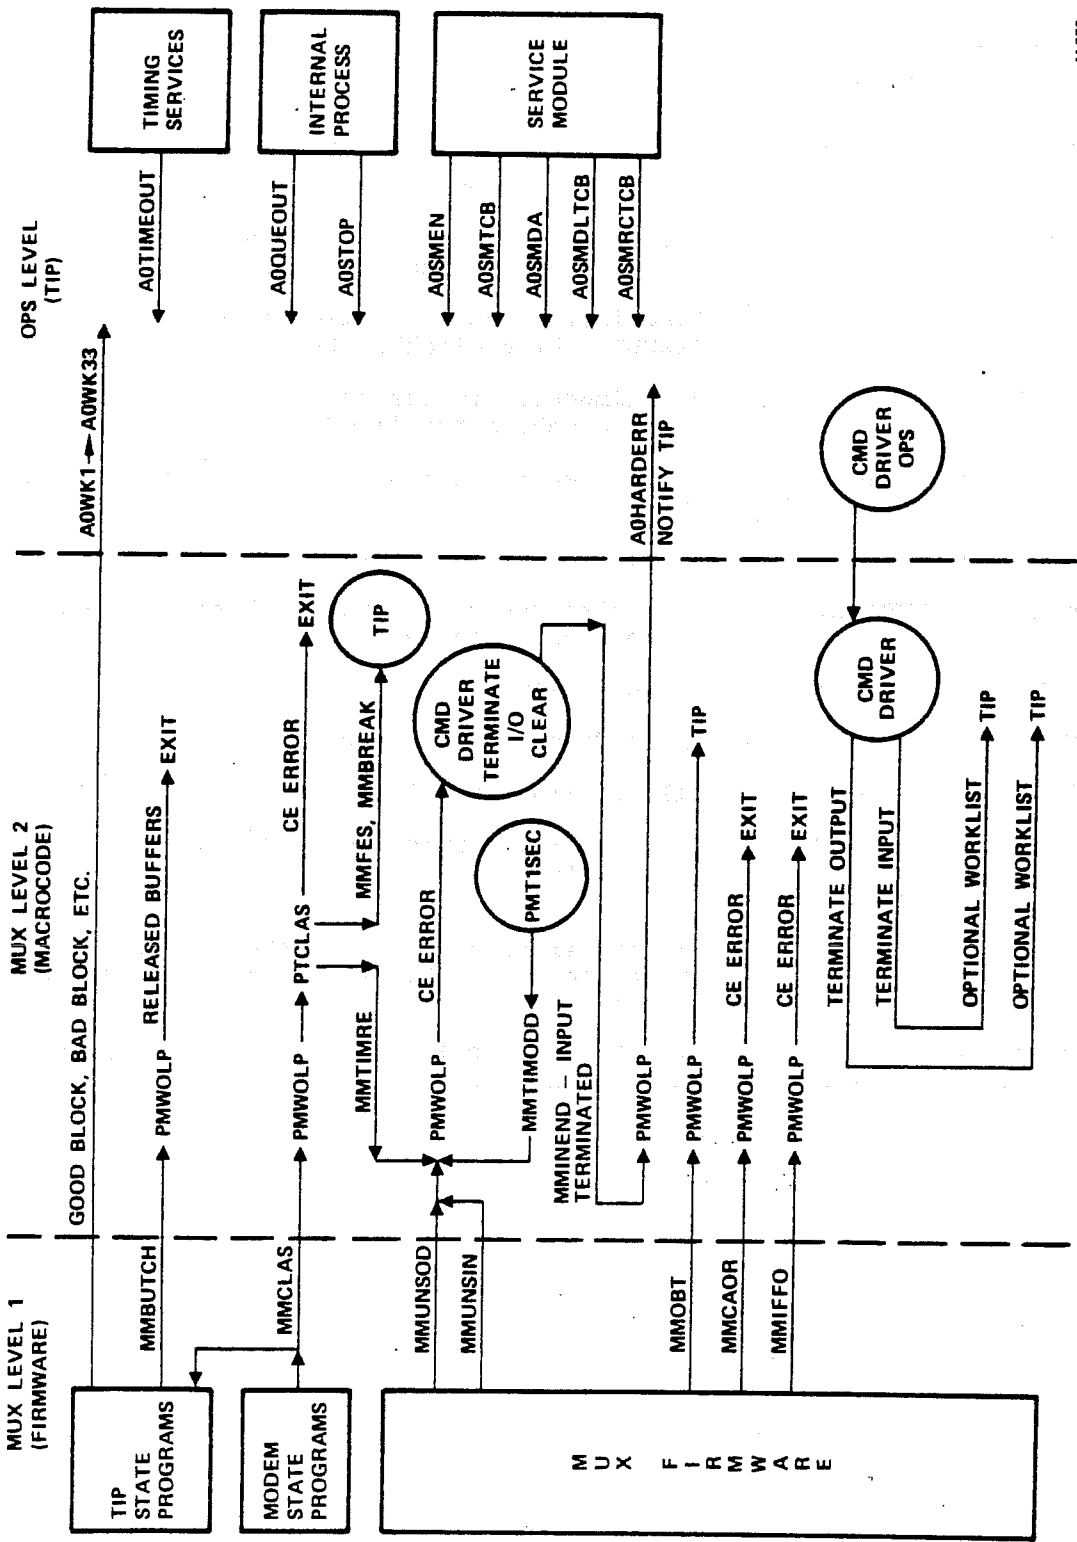 MUX LEVEL 1
(FIRMWARE)
MUX LEVEL 2
(MACROCODE)
OPS LEVEL
(TIP)
TIP
STATE
PROGRAMS
GOOD BLOCK, BAD BLOCK, ETC.
A0WK1 A0WK33
MMBUTCH
PMWOLP
RELEASED BUFFERS
EXIT
A0TIMEOUT
TIMING
SERVICES
MODEM
STATE
PROGRAMS
MMCLAS
PMWOLP
PTCLAS
CE ERROR
EXIT
A0QUEOUT
A0STOP
INTERNAL
PROCESS
MMTIMRE
MMFES, MMBREAK
TIP
MUX FIRMWARE
MMUNSOD
MMUNSIN
PMWOLP
CE ERROR
CMD
DRIVER
TERMINATE
I/O
CLEAR
MMTIMODD
PMT1SEC
A0SMEN
A0SMTCB
A0SMDA
A0SMDLTCB
A0SMRCTCB
SERVICE
MODULE
MMINEND – INPUT
TERMINATED
PMWOLP
A0HARDERR
NOTIFY TIP
MMOBT
PMWOLP
TIP
MMCAOR
PMWOLP
CE ERROR
EXIT
MMIFFO
PMWOLP
CE ERROR
EXIT
TERMINATE OUTPUT
TERMINATE INPUT
CMD
DRIVER
CMD
DRIVER
OPS
OPTIONAL WORKLIST
TIP
OPTIONAL WORKLIST
TIP